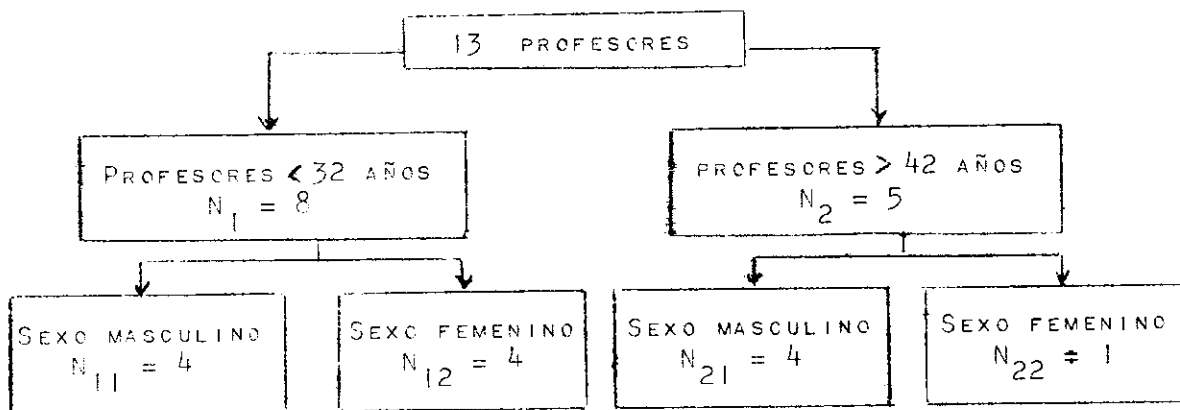 13 PROFESORES
PROFESORES < 32 AÑOS
N1 = 8
PROFESORES > 42 AÑOS
N2 = 5
SEXO MASCULINO
N11 = 4
SEXO FEMENINO
N12 = 4
SEXO MASCULINO
N21 = 4
SEXO FEMENINO
N22 = 1